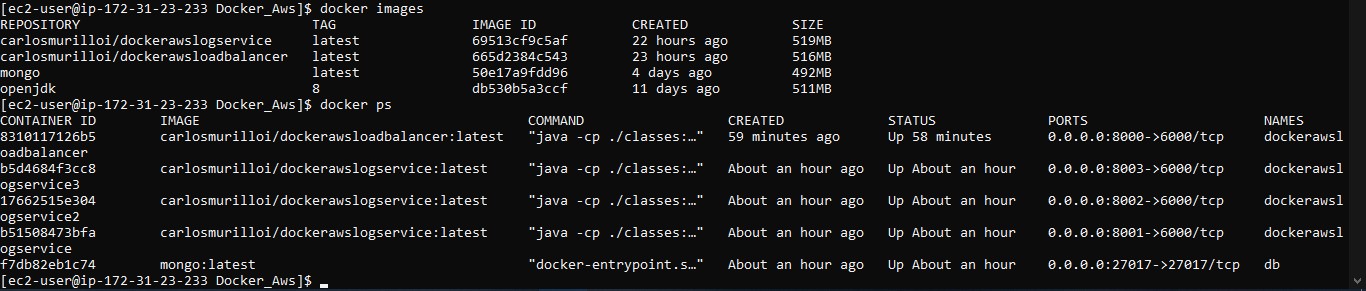 [ec2-user@ip-172-31-23-233 Docker_Aws]$ docker images
REPOSITORY                          TAG                 IMAGE ID            CREATED             SIZE
carlosmurilloi/dockerawslogservice     latest              69513cf9c5af        22 hours ago        519MB
carlosmurilloi/dockerawsloadbalancer   latest              665d2384c543        23 hours ago        516MB
mongo                               latest              50e17a9fdd96        4 days ago          492MB
openjdk                             8                   db530b5a3ccf        11 days ago         511MB
[ec2-user@ip-172-31-23-233 Docker_Aws]$ docker ps
CONTAINER ID        IMAGE                                         COMMAND                  CREATED             STATUS              PORTS                      NAMES
8310117126b5        carlosmurilloi/dockerawsloadbalancer:latest   "java -cp ./classes:…"   59 minutes ago      Up 58 minutes       0.0.0.0:8000->6000/tcp     dockerawsl
oadbalancer
b5d4684f3cc8        carlosmurilloi/dockerawslogservice:latest     "java -cp ./classes:…"   About an hour ago   Up About an hour    0.0.0.0:8003->6000/tcp     dockerawsl
ogservice3
17662515e304        carlosmurilloi/dockerawslogservice:latest     "java -cp ./classes:…"   About an hour ago   Up About an hour    0.0.0.0:8002->6000/tcp     dockerawsl
ogservice2
b51508473bfa        carlosmurilloi/dockerawslogservice:latest     "java -cp ./classes:…"   About an hour ago   Up About an hour    0.0.0.0:8001->6000/tcp     dockerawsl
ogservice
f7db82eb1c74        mongo:latest                                  "docker-entrypoint.s…"   About an hour ago   Up About an hour    0.0.0.0:27017->27017/tcp   db
[ec2-user@ip-172-31-23-233 Docker_Aws]$